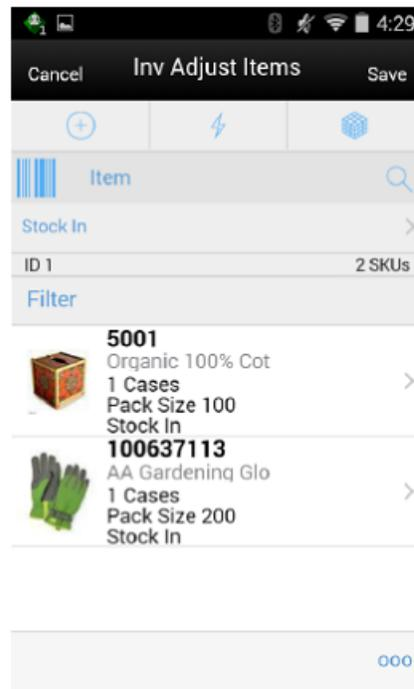 1 4:29
Cancel Inv Adjust Items Save
Item
Stock In
ID 1 2 SKUs
Filter
5001
Organic 100% Cot
1 Cases
Pack Size 100
Stock In
100637113
AA Gardening Glo
1 Cases
Pack Size 200
Stock In
ooo